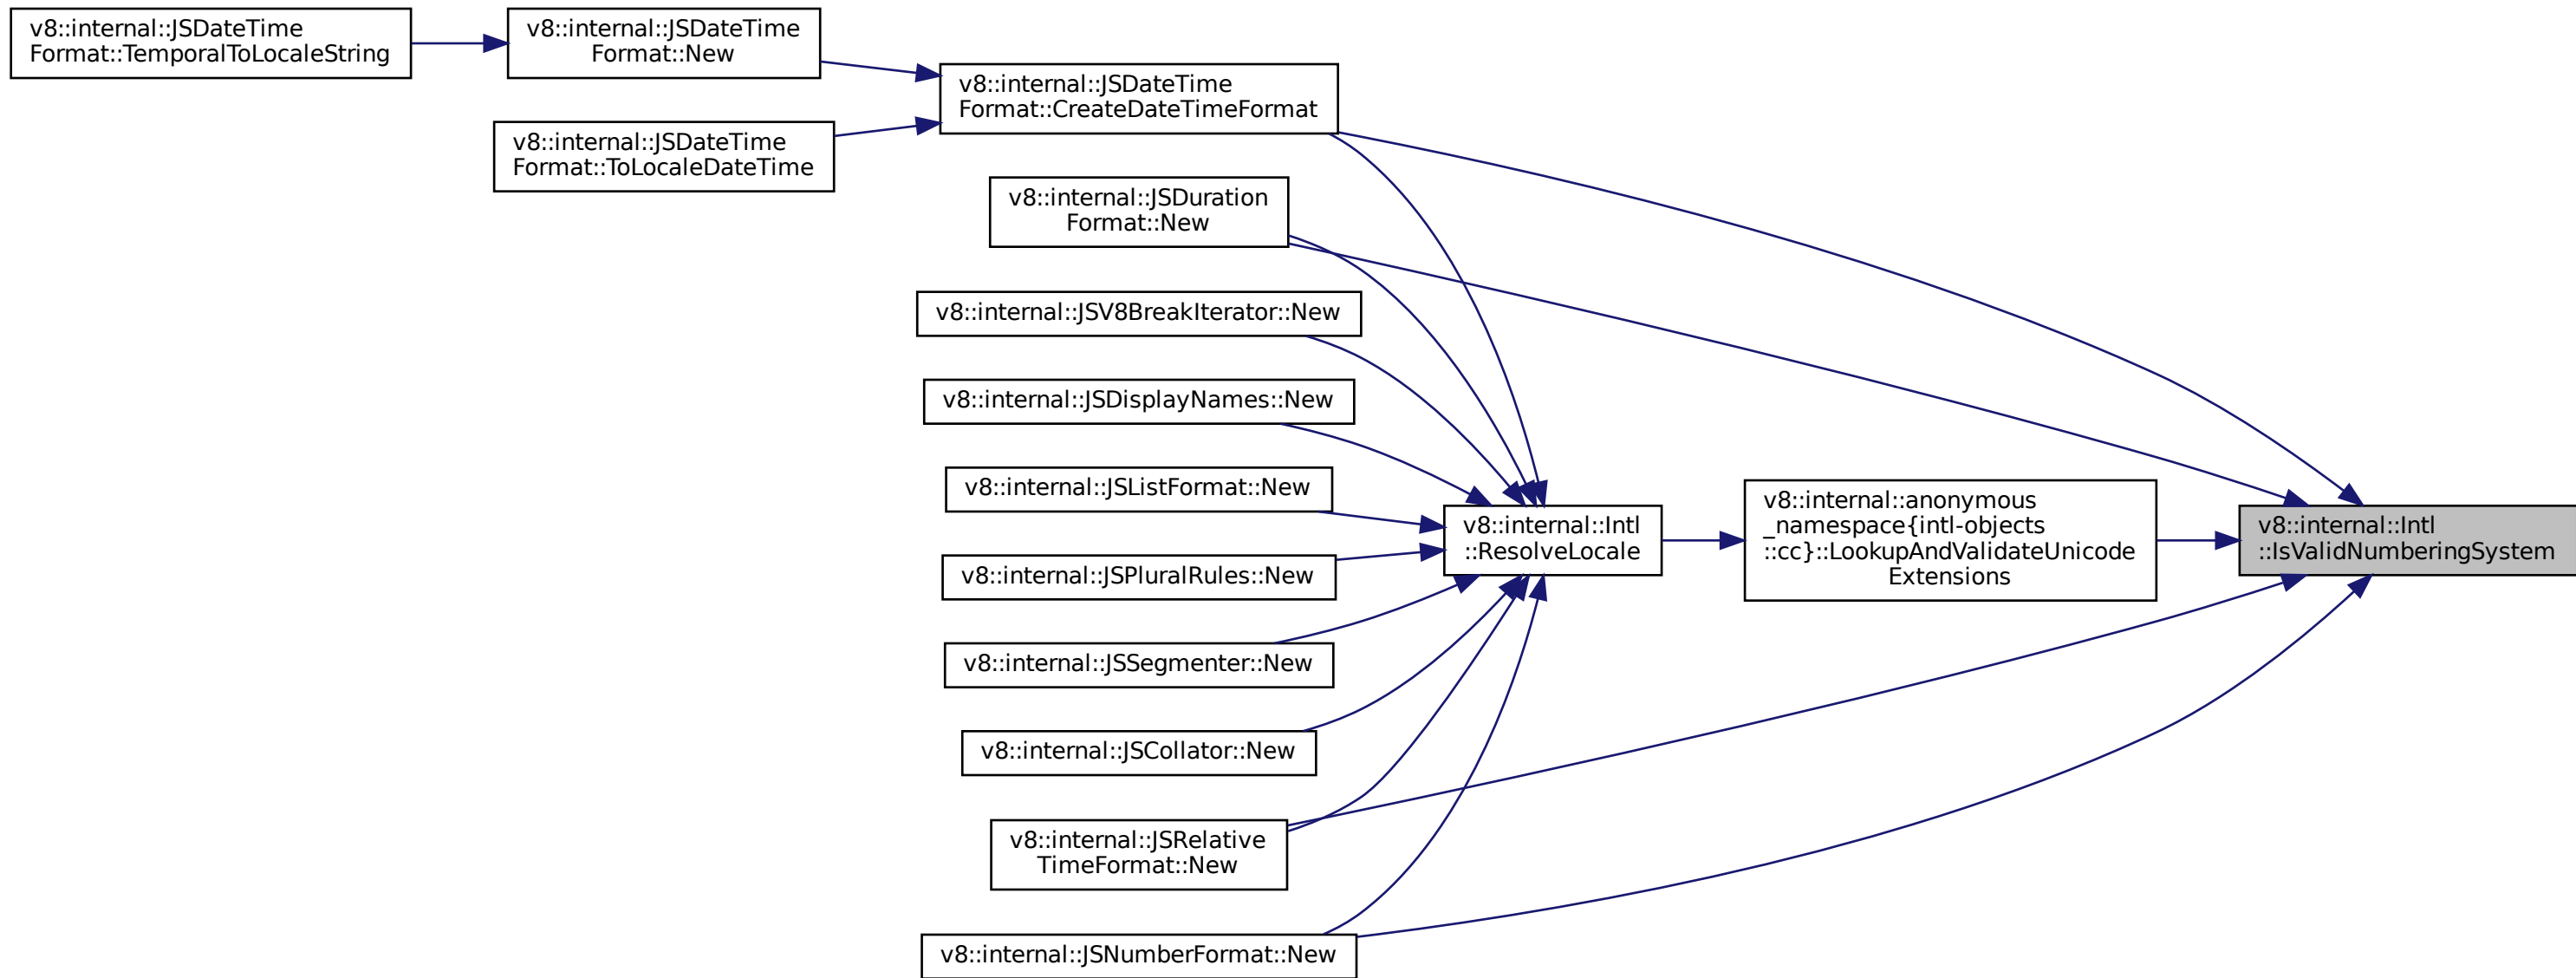 v8::internal::JSDateTime
Format::TemporalToLocaleString
v8::internal::JSDateTime
Format::New
v8::internal::JSDateTime
Format::ToLocaleDateTime
v8::internal::JSDateTime
Format::CreateDateTimeFormat
v8::internal::JSDuration
Format::New
v8::internal::JSV8BreakIterator::New
v8::internal::JSDisplayNames::New
v8::internal::JSListFormat::New
v8::internal::JSPluralRules::New
v8::internal::JSSegmenter::New
v8::internal::JSCollator::New
v8::internal::JSRelative
TimeFormat::New
v8::internal::JSNumberFormat::New
v8::internal::Intl
::ResolveLocale
v8::internal::anonymous
_namespace{intl-objects
::cc}::LookupAndValidateUnicode
Extensions
v8::internal::Intl
::IsValidNumberingSystem